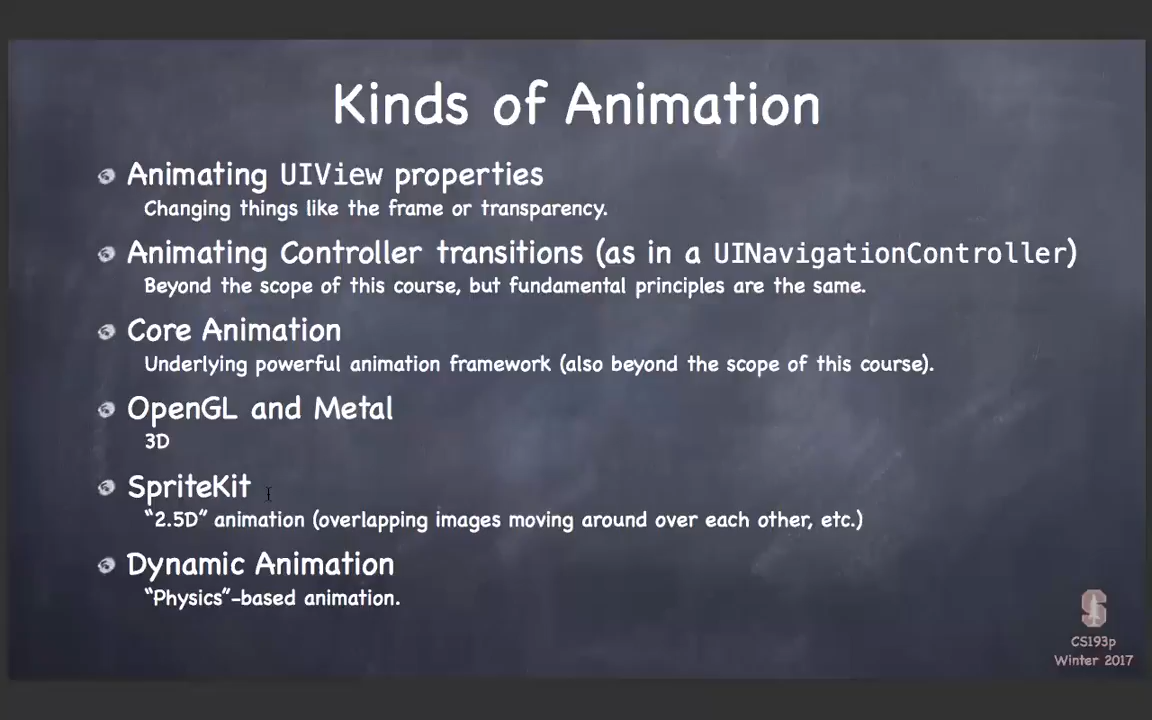 Kinds of Animation
Animating UIView properties
Changing things like the frame or transparency.
Animating Controller transitions (as in a UINavigationController)
Beyond the scope of this course, but fundamental principles are the same.
Core Animation
Underlying powerful animation framework (also beyond the scope of this course).
OpenGL and Metal
3D
SpriteKit
“2.5D” animation (overlapping images moving around over each other, etc.)
Dynamic Animation
“Physics”-based animation.
CS193p
Winter 2017